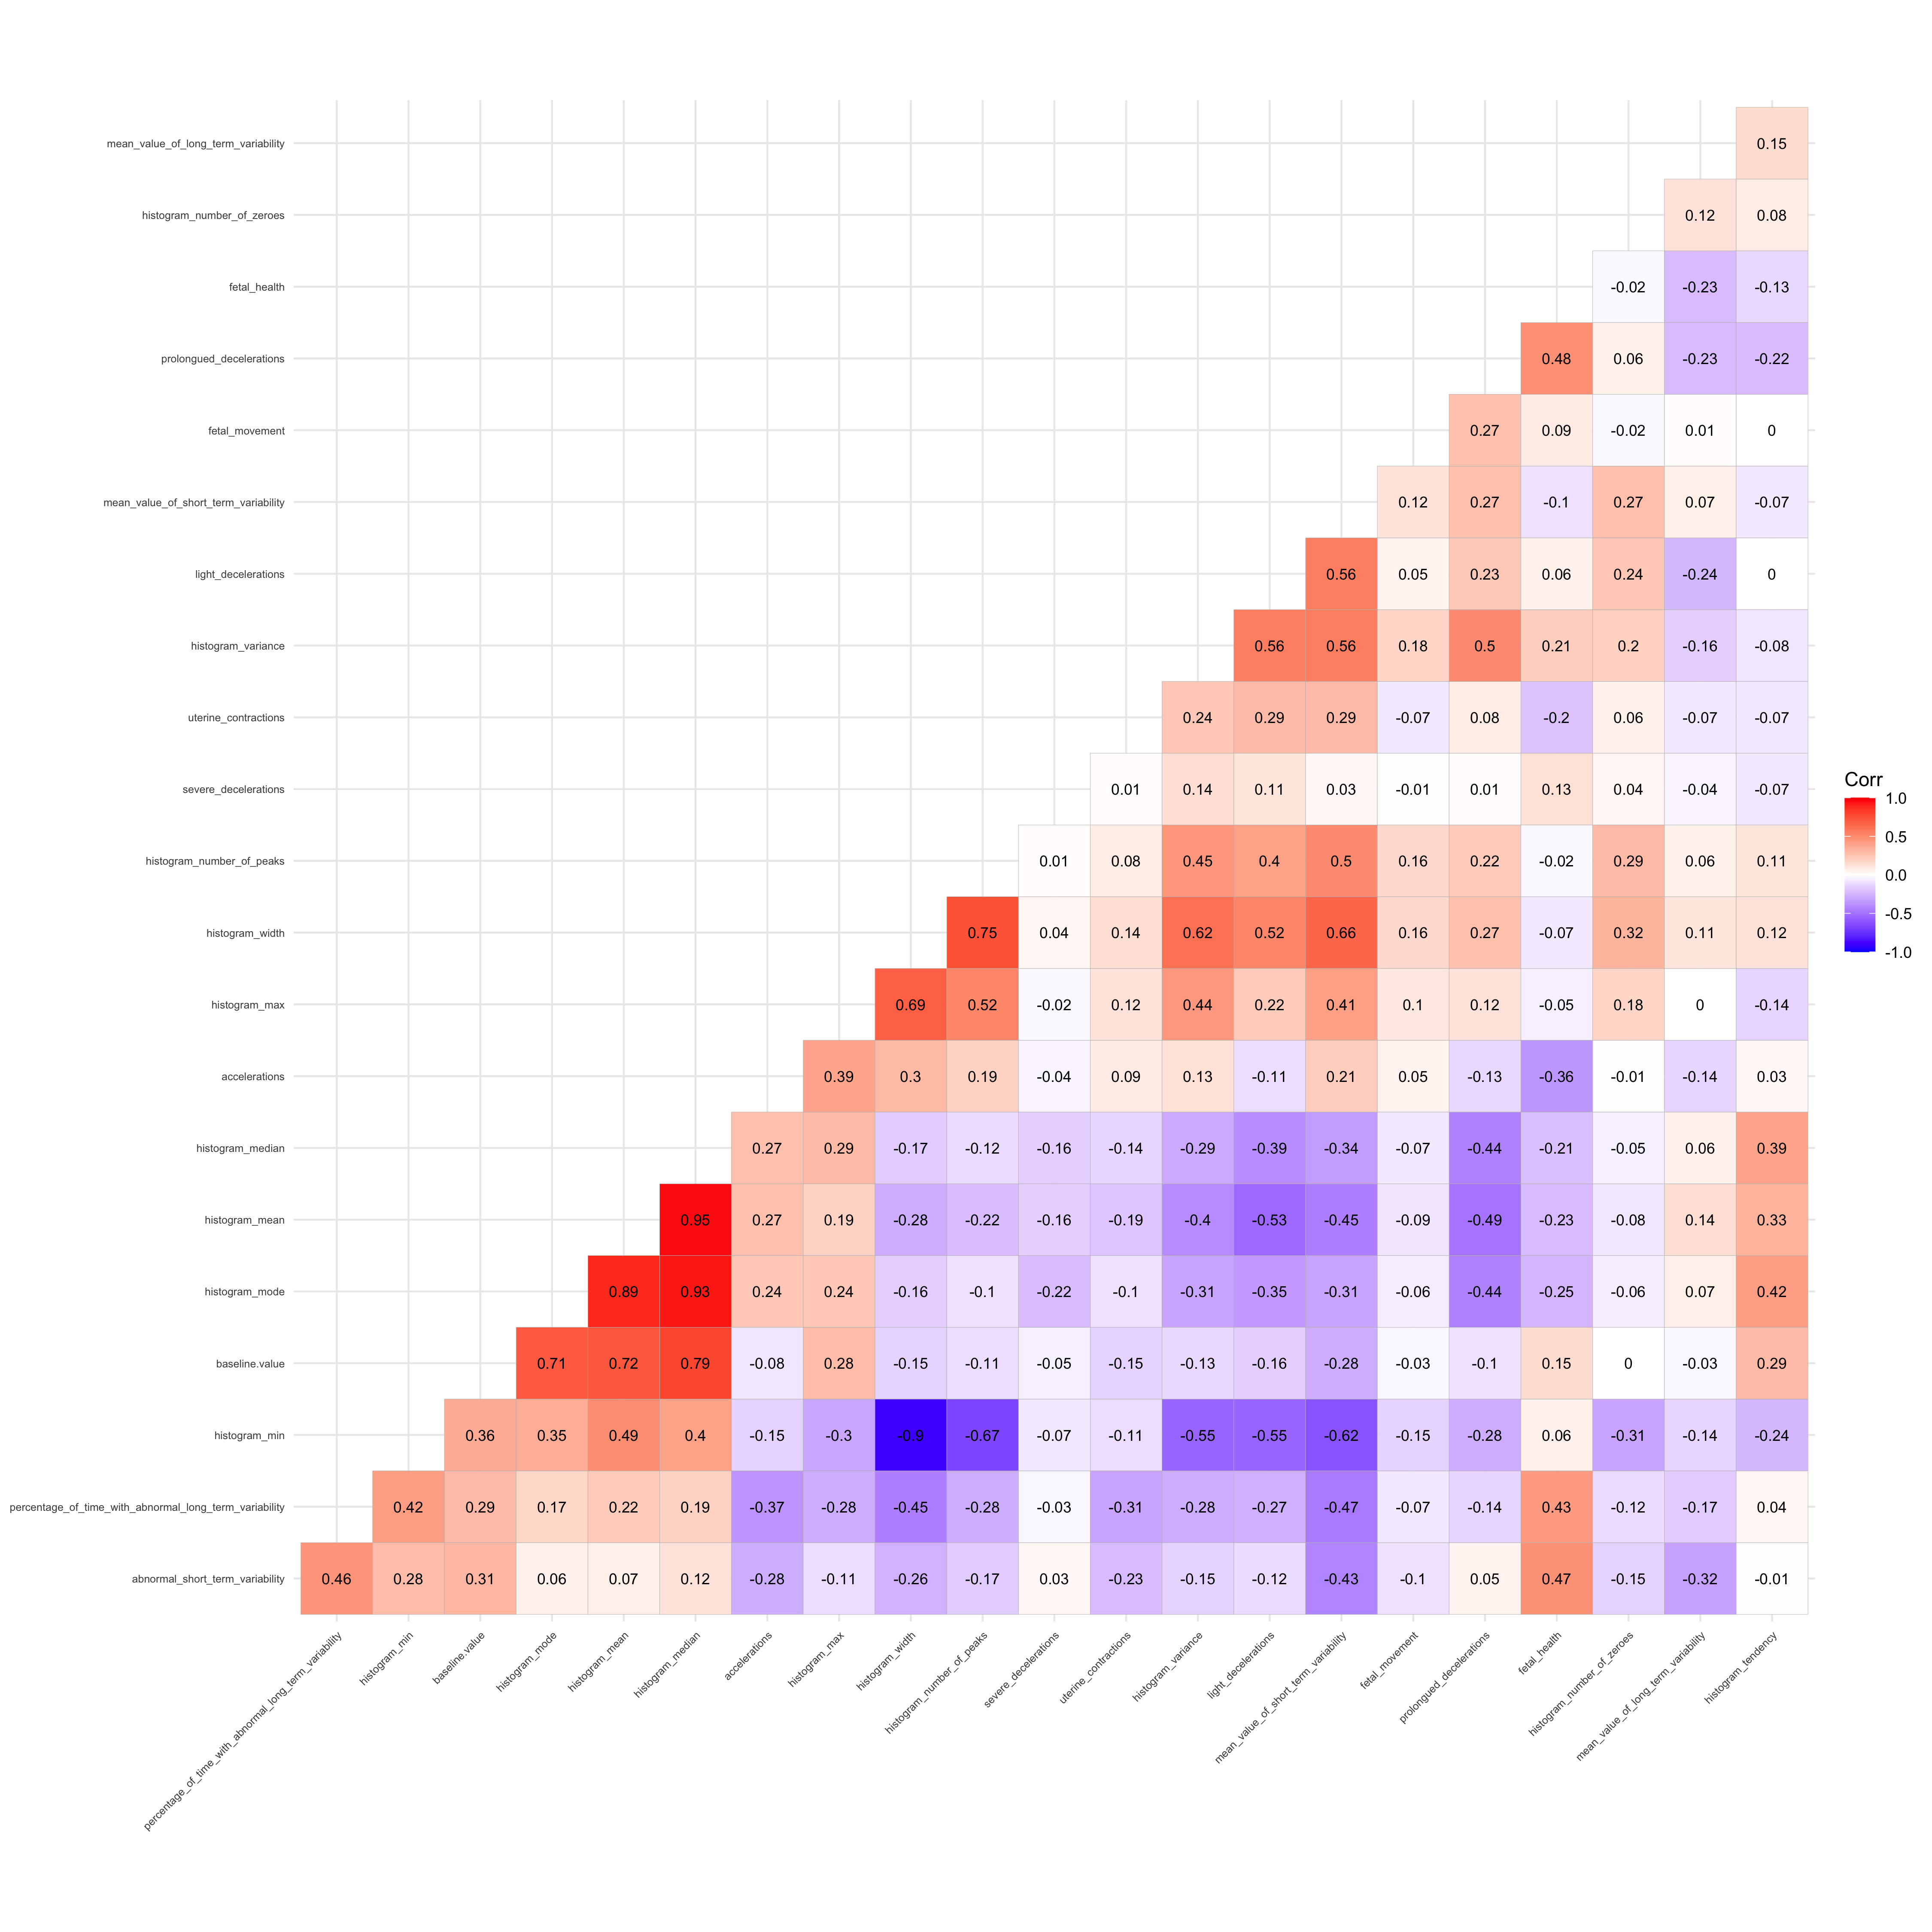 mean_value_of_long_term_variability 0.15
histogram_number_of_zeroes 0.12 0.08
fetal_health -0.02 -0.23 -0.13
prolongued_decelerations 0.48 0.06 -0.23 -0.22
fetal_movement 0.27 0.09 -0.02 0.01 0
mean_value_of_short_term_variability 0.12 0.27 -0.1 0.27 0.07 -0.07
light_decelerations 0.56 0.05 0.23 0.06 0.24 -0.24 0
histogram_variance 0.56 0.56 0.18 0.5 0.21 0.2 -0.16 -0.08
uterine_contractions 0.24 0.29 0.29 -0.07 0.08 -0.2 0.06 -0.07 -0.07
severe_decelerations 0.01 0.14 0.11 0.03 -0.01 0.01 0.13 0.04 -0.04 -0.07
histogram_number_of_peaks 0.01 0.08 0.45 0.4 0.5 0.16 0.22 -0.02 0.29 0.06 0.11
histogram_width 0.75 0.04 0.14 0.62 0.52 0.66 0.16 0.27 -0.07 0.32 0.11 0.12
histogram_max 0.69 0.52 -0.02 0.12 0.44 0.22 0.41 0.1 0.12 -0.05 0.18 0 -0.14
accelerations 0.39 0.3 0.19 -0.04 0.09 0.13 -0.11 0.21 0.05 -0.13 -0.36 -0.01 -0.14 0.03
histogram_median 0.27 0.29 -0.17 -0.12 -0.16 -0.14 -0.29 -0.39 -0.34 -0.07 -0.44 -0.21 -0.05 0.06 0.39
histogram_mean 0.95 0.27 0.19 -0.28 -0.22 -0.16 -0.19 -0.4 -0.53 -0.45 -0.09 -0.49 -0.23 -0.08 0.14 0.33
histogram_mode 0.89 0.93 0.24 0.24 -0.16 -0.1 -0.22 -0.1 -0.31 -0.35 -0.31 -0.06 -0.44 -0.25 -0.06 0.07 0.42
baseline.value 0.71 0.72 0.79 -0.08 0.28 -0.15 -0.11 -0.05 -0.15 -0.13 -0.16 -0.28 -0.03 -0.1 0.15 0 -0.03 0.29
histogram_min 0.36 0.35 0.49 0.4 -0.15 -0.3 -0.9 -0.67 -0.07 -0.11 -0.55 -0.55 -0.62 -0.15 -0.28 0.06 -0.31 -0.14 -0.24
percentage_of_time_with_abnormal_long_term_variability 0.42 0.29 0.17 0.22 0.19 -0.37 -0.28 -0.45 -0.28 -0.03 -0.31 -0.28 -0.27 -0.47 -0.07 -0.14 0.43 -0.12 -0.17 0.04
abnormal_short_term_variability 0.46 0.28 0.31 0.06 0.07 0.12 -0.28 -0.11 -0.26 -0.17 0.03 -0.23 -0.15 -0.12 -0.43 -0.1 0.05 0.47 -0.15 -0.32 -0.01
percentage_of_time_with_abnormal_long_term_variability
histogram_min
baseline.value
histogram_mode
histogram_mean
histogram_median
accelerations
histogram_max
histogram_width
histogram_number_of_peaks
severe_decelerations
uterine_contractions
histogram_variance
light_decelerations
mean_value_of_short_term_variability
fetal_movement
prolongued_decelerations
fetal_health
histogram_number_of_zeroes
mean_value_of_long_term_variability
histogram_tendency
Corr
1.0
0.5
0.0
-0.5
-1.0